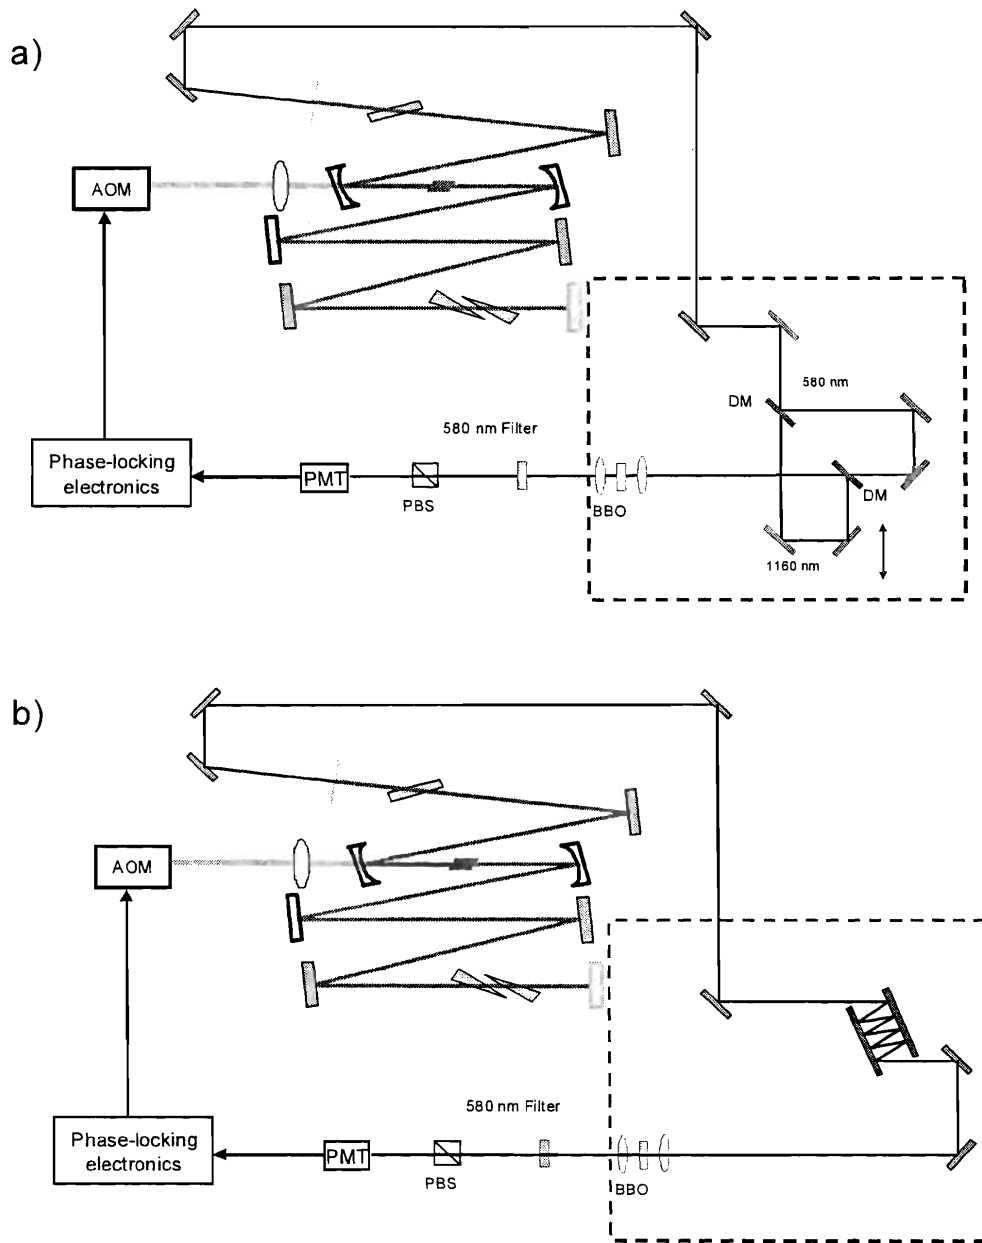 a)
AOM
580 nm
DM
580 nm Filter
Phase-locking
electronics
PMT
PBS
BBO
DM
1160 nm
b)
AOM
580 nm Filter
Phase-locking
electronics
PMT
PBS
BBO